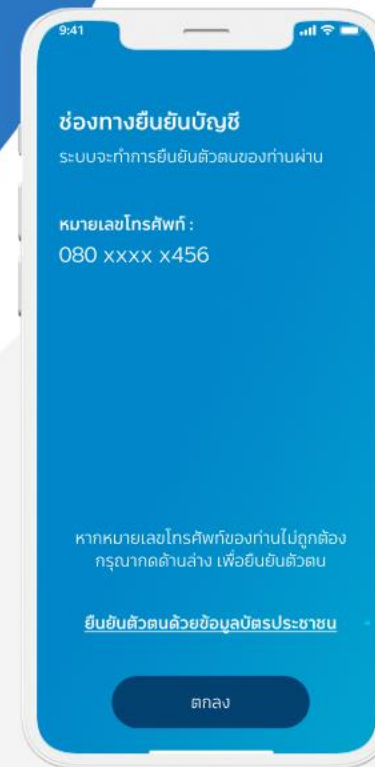 9:41
ช่องทางยืนยันบัญชี
ระบบจะทำการยืนยันตัวตนของท่านผ่าน
หมายเลขโทรศัพท์ :
080 xxxx x456
หากหมายเลขโทรศัพท์ของท่านไม่ถูกต้อง
กรุณากดด้านล่าง เพื่อยืนยันตัวตน
ยืนยันตัวตนด้วยข้อมูลบัตรประชาชน
ตกลง